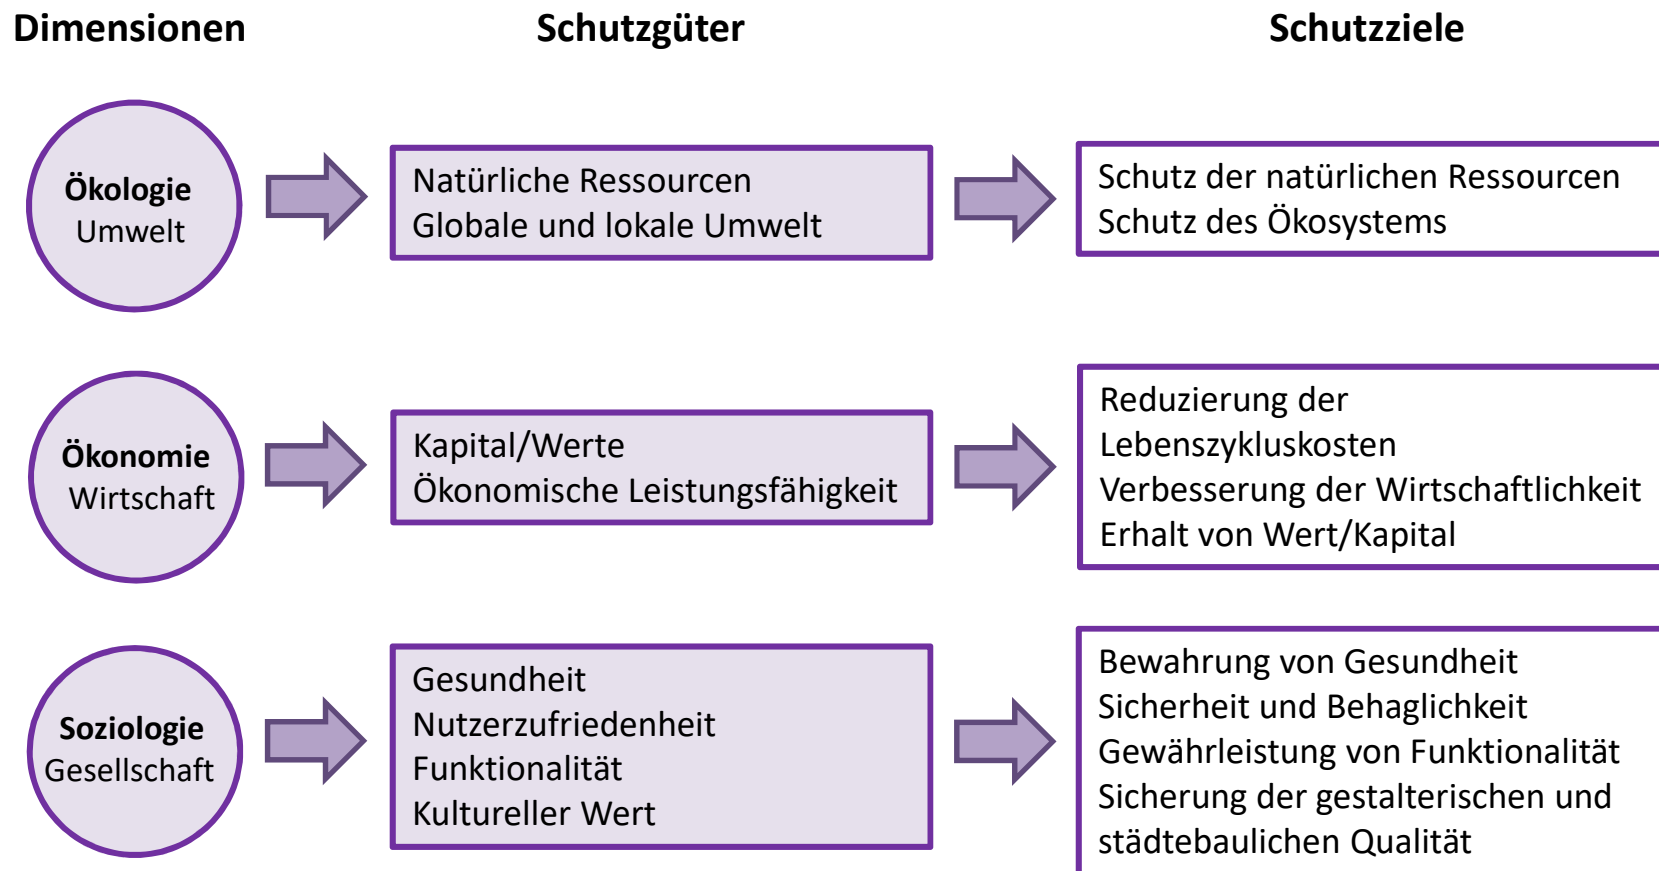 Dimensionen
Schutzgüter
Schutzziele
Ökologie
Umwelt
Natürliche Ressourcen
Globale und lokale Umwelt
Schutz der natürlichen Ressourcen
Schutz des Ökosystems
Ökonomie
Wirtschaft
Kapital/Werte
Ökonomische Leistungsfähigkeit
Reduzierung der
Lebenszykluskosten
Verbesserung der Wirtschaftlichkeit
Erhalt von Wert/Kapital
Soziologie
Gesellschaft
Gesundheit
Nutzerzufriedenheit
Funktionalität
Kultureller Wert
Bewahrung von Gesundheit
Sicherheit und Behaglichkeit
Gewährleistung von Funktionalität
Sicherung der gestalterischen und
städtebaulichen Qualität